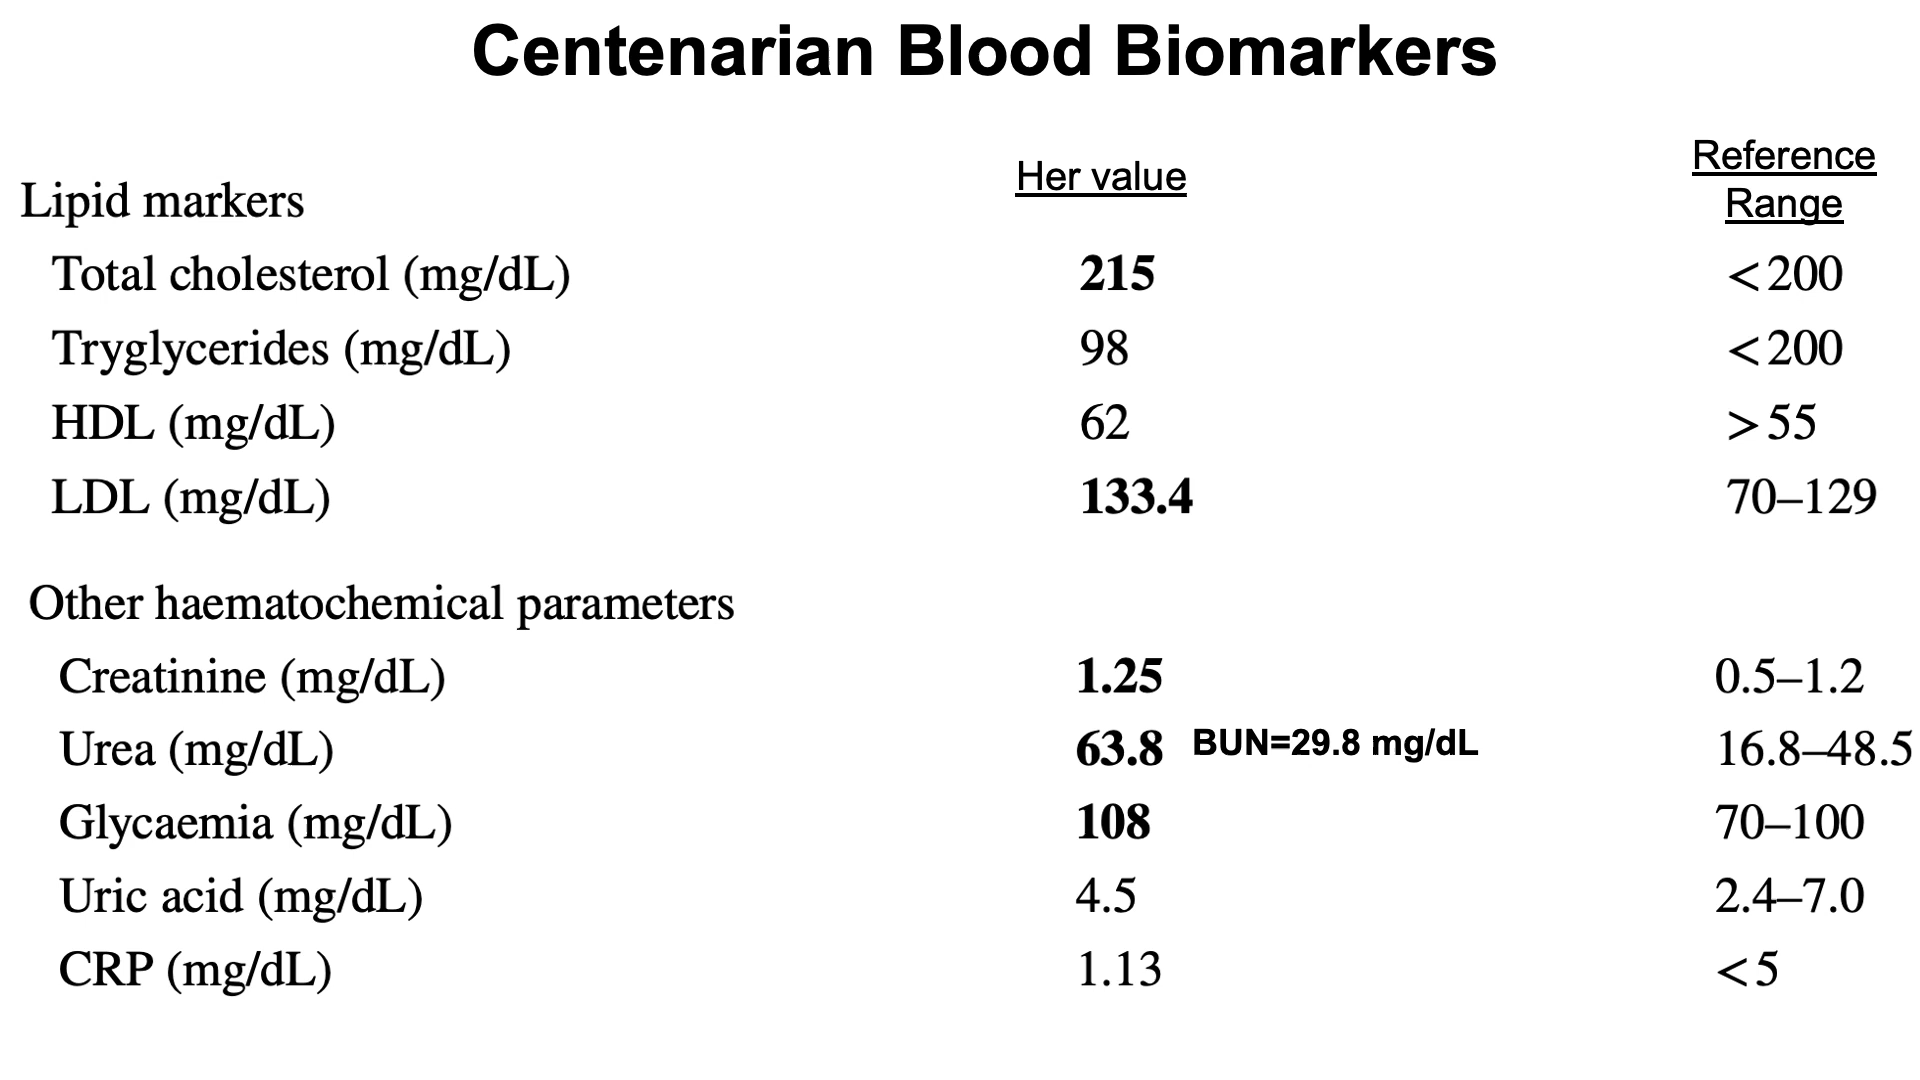 Centenarian Blood Biomarkers
Lipid markers Her value Reference
Range
Total cholesterol (mg/dL) 215 <200
Tryglycerides (mg/dL) 98 <200
HDL (mg/dL) 62 >55
LDL (mg/dL) 133.4 70–129
Other haematochemical parameters
Creatinine (mg/dL) 1.25 0.5–1.2
Urea (mg/dL) 63.8 BUN=29.8 mg/dL 16.8–48.5
Glycaemia (mg/dL) 108 70–100
Uric acid (mg/dL) 4.5 2.4–7.0
CRP (mg/dL) 1.13 <5